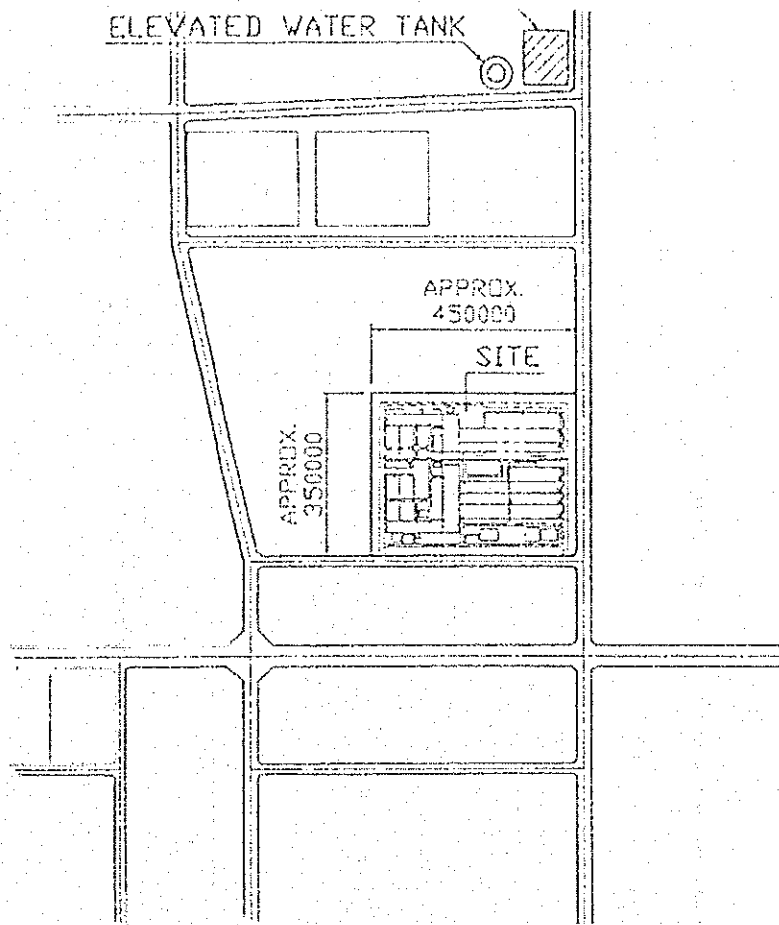 ELEVATED WATER TANK
APPROX.
450000
SITE
APPROX.
350000